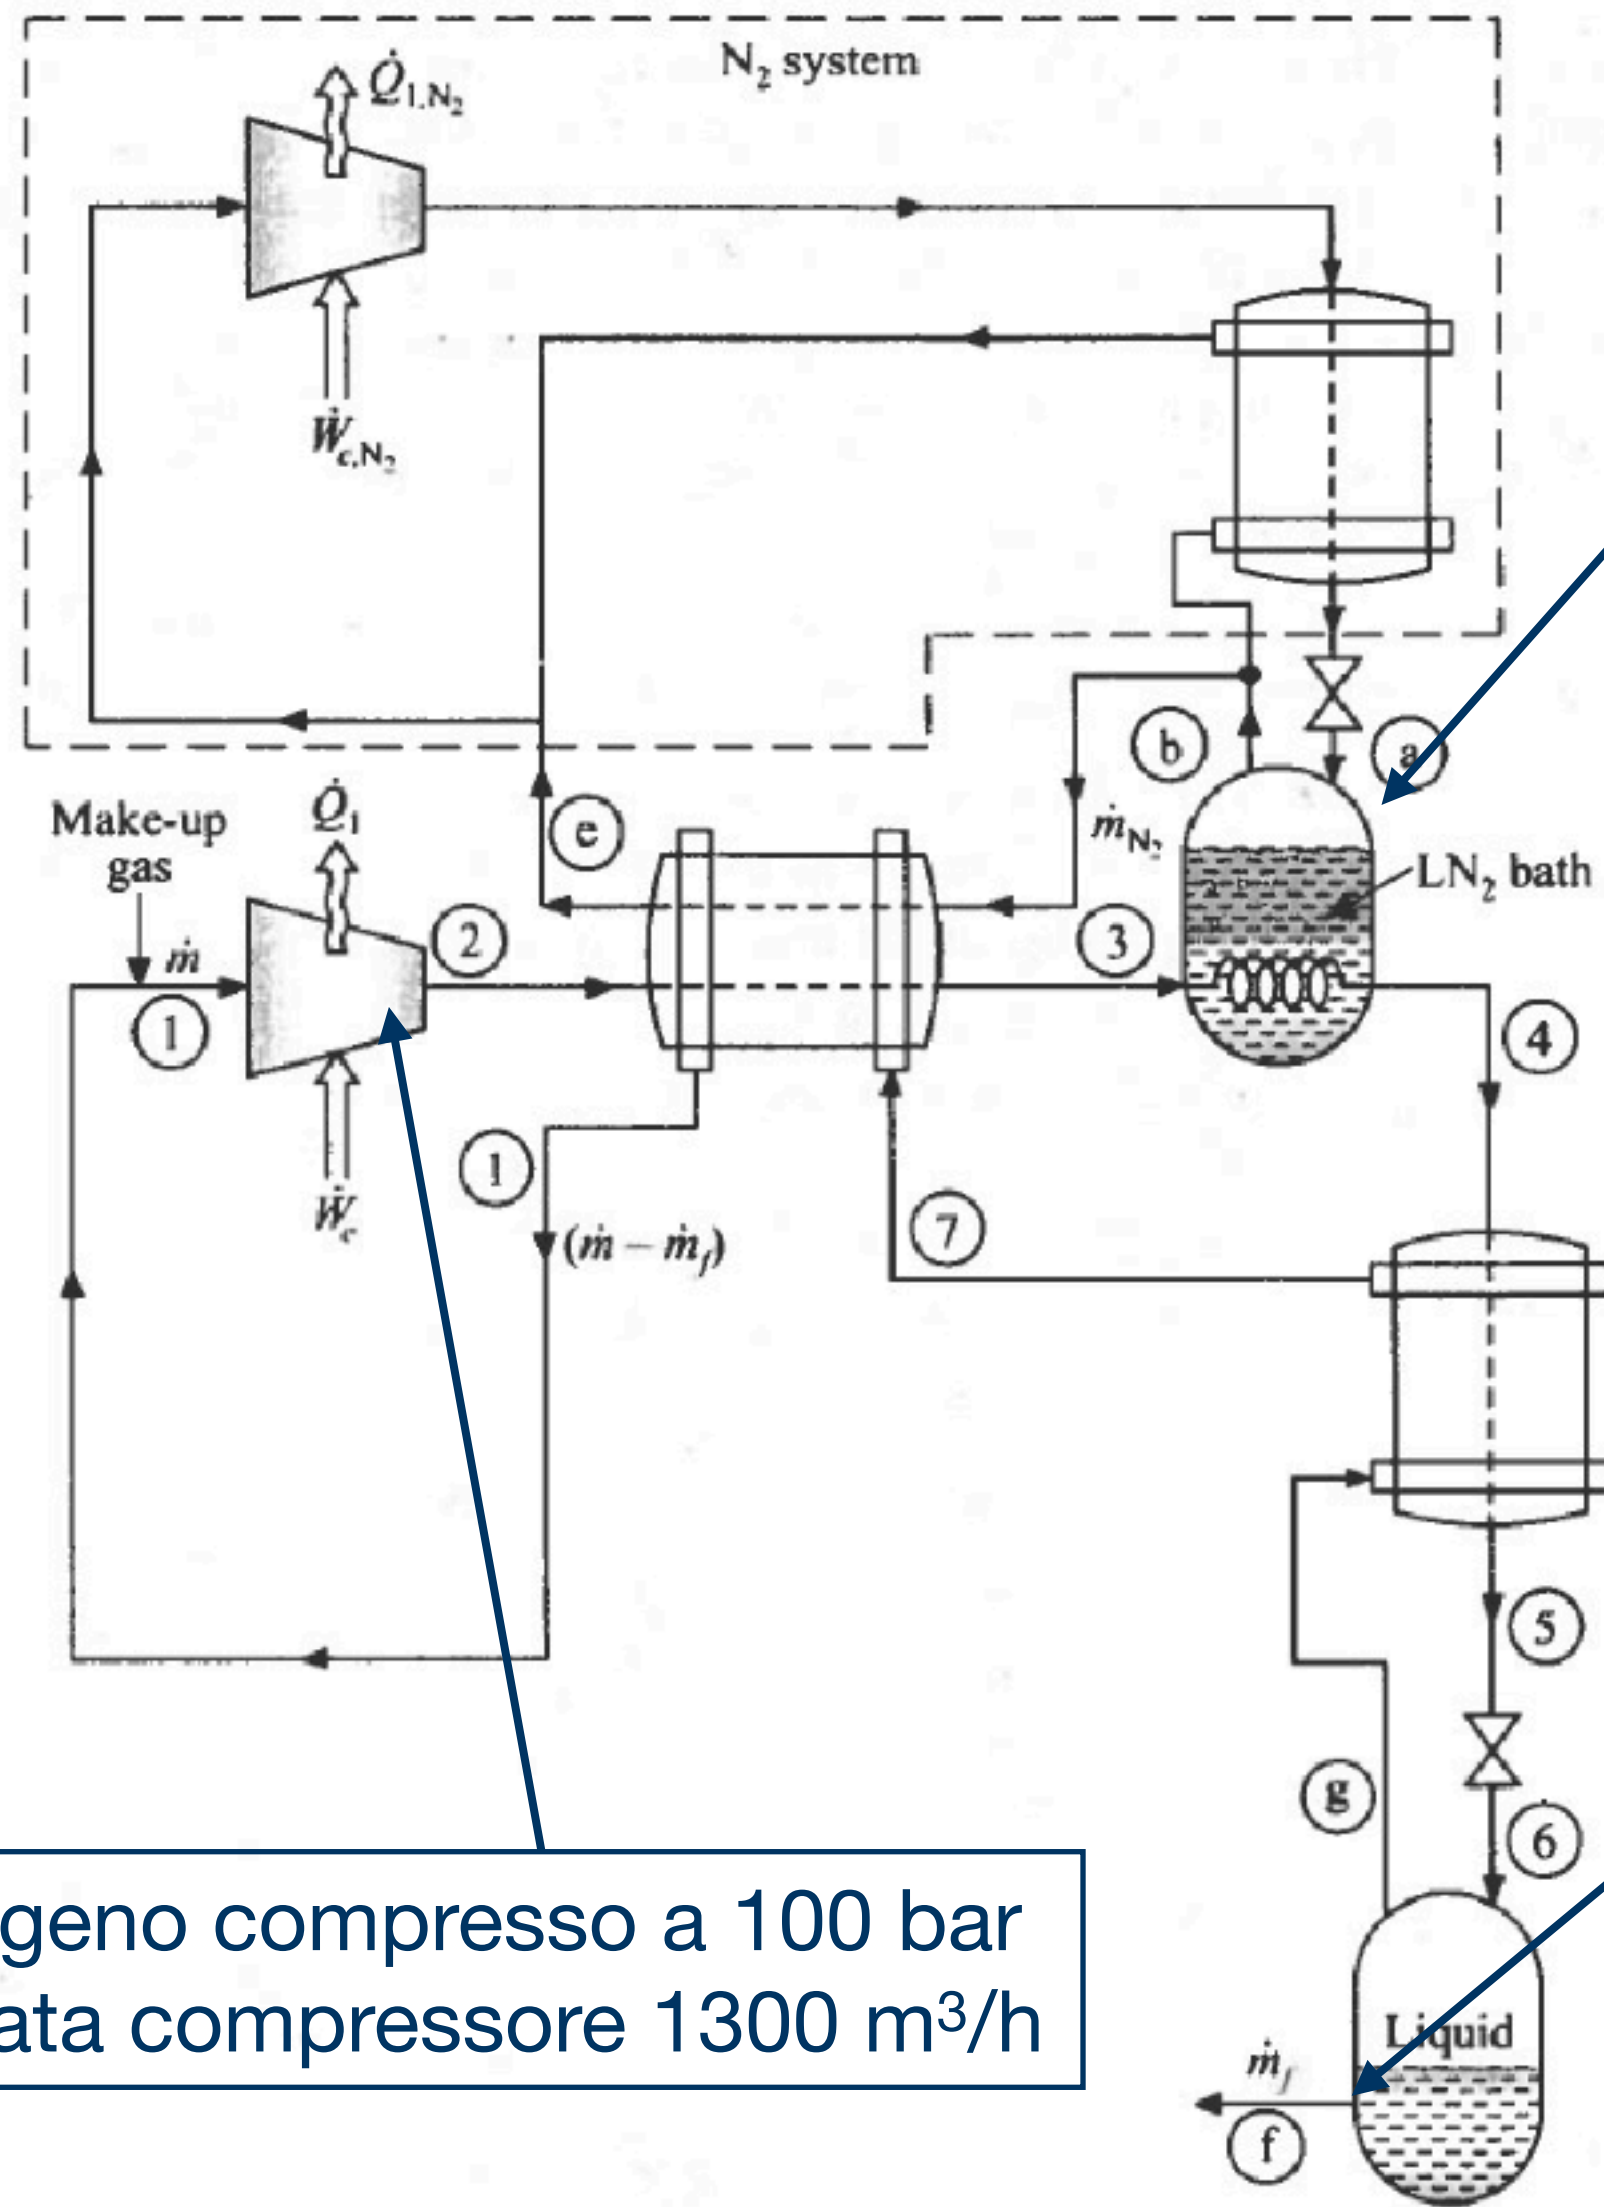 N₂ system
Q̇₁,N₂
Ẇc,N₂
b
a
Make-up
gas
Q̇₁
e
ṁN₂
LN₂ bath
ṁ
2
3
1
4
Ẇc
1
(ṁ − ṁf)
7
5
g
6
geno compresso a 100 bar
ata compressore 1300 m³/h
Liquid
ṁf
f